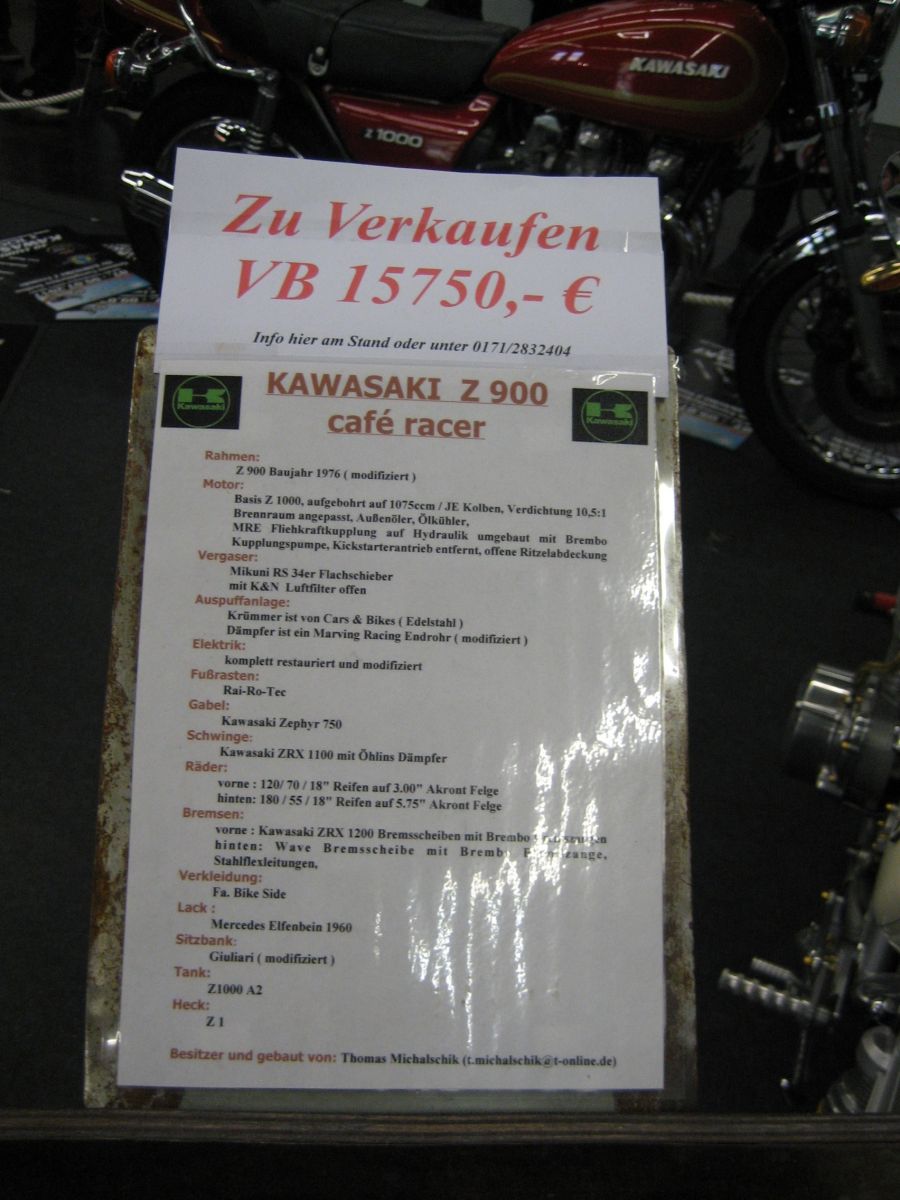 KAWASAKI
Z1000
Zu Verkaufen
VB 15750,- €
Info hier am Stand oder unter 0171/2832404
Kawasaki
KAWASAKI Z 900
café racer
Kawasaki
Rahmen:
Z 900 Baujahr 1976 ( modifiziert )
Motor:
Basis Z 1000, aufgebohrt auf 1075ccm / JE Kolben, Verdichtung 10,5:1
Brennraum angepasst, Außenöler, Ölkühler,
MRE Fliehkraftkupplung auf Hydraulik umgebaut mit Brembo
Kupplungspumpe, Kickstarterantrieb entfernt, offene Ritzelabdeckung
Vergaser:
Mikuni RS 34er Flachschieber
mit K&N Luftfilter offen
Auspuffanlage:
Krümmer ist von Cars & Bikes ( Edelstahl )
Dämpfer ist ein Marving Racing Endrohr ( modifiziert )
Elektrik:
komplett restauriert und modifiziert
Fußrasten:
Rai-Ro-Tec
Gabel:
Kawasaki Zephyr 750
Schwinge:
Kawasaki ZRX 1100 mit Öhlins Dämpfer
Räder:
vorne : 120/ 70 / 18" Reifen auf 3.00" Akront Felge
hinten: 180 / 55 / 18" Reifen auf 5.75" Akront Felge
Bremsen:
vorne : Kawasaki ZRX 1200 Bremsscheiben mit Brembo
hinten: Wave Bremsscheibe mit Brembo
Stahlflexleitungen,
Verkleidung:
Fa. Bike Side
Lack :
Mercedes Elfenbein 1960
Sitzbank:
Giuliari ( modifiziert )
Tank:
Z1000 A2
Heck:
Z 1
Besitzer und gebaut von: Thomas Michalschik (t.michalschik@t-online.de)